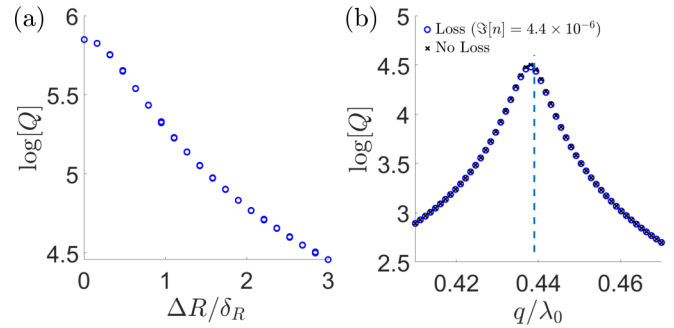 (a)
6
5.5
5
4.5
log[Q]
0
1
2
3
ΔR/δ_R
(b)
5
4.5
4
3.5
3
2.5
log[Q]
Loss (ℑ[n] = 4.4 × 10⁻⁶)
No Loss
0.42
0.44
0.46
q/λ₀